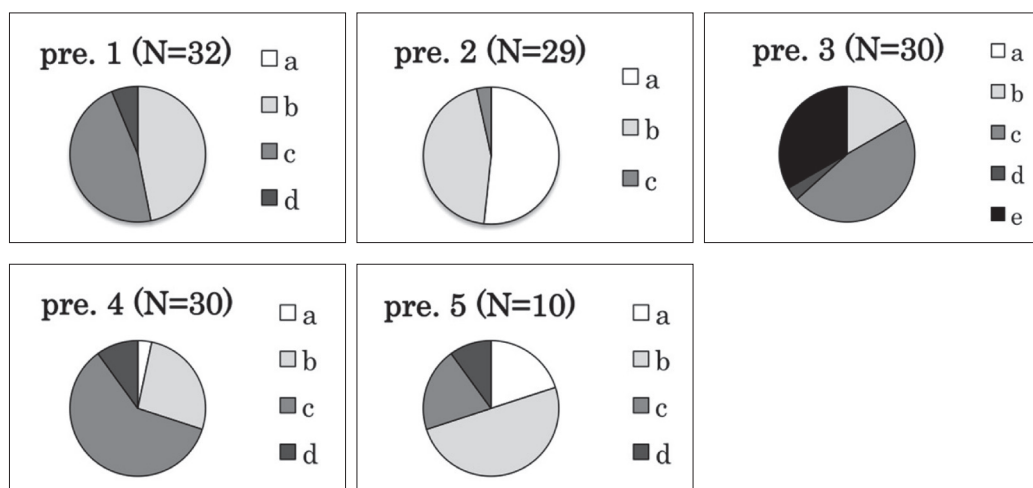 pre. 1 (N=32)
a
b
c
d
pre. 2 (N=29)
a
b
c
pre. 3 (N=30)
a
b
c
d
e
pre. 4 (N=30)
a
b
c
d
pre. 5 (N=10)
a
b
c
d